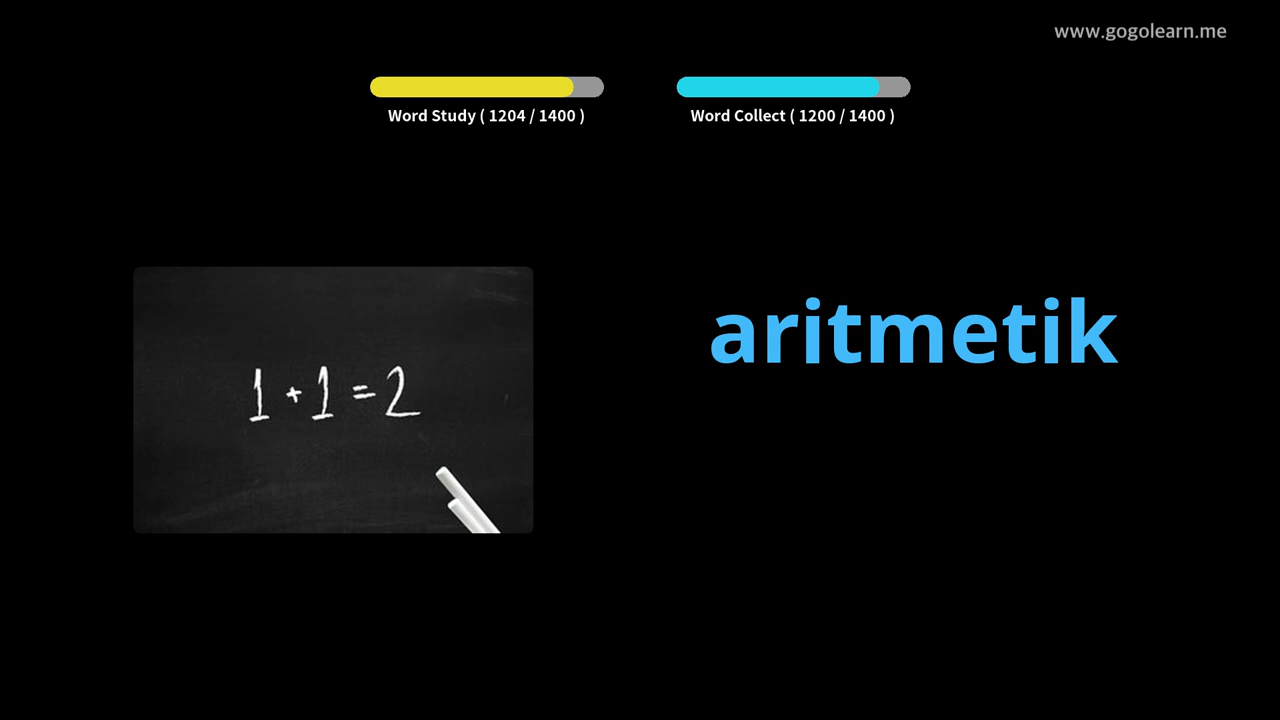 www.gogolearn.me
Word Study ( 1204 / 1400 )
Word Collect ( 1200 / 1400 )
aritmetik
1 + 1 = 2